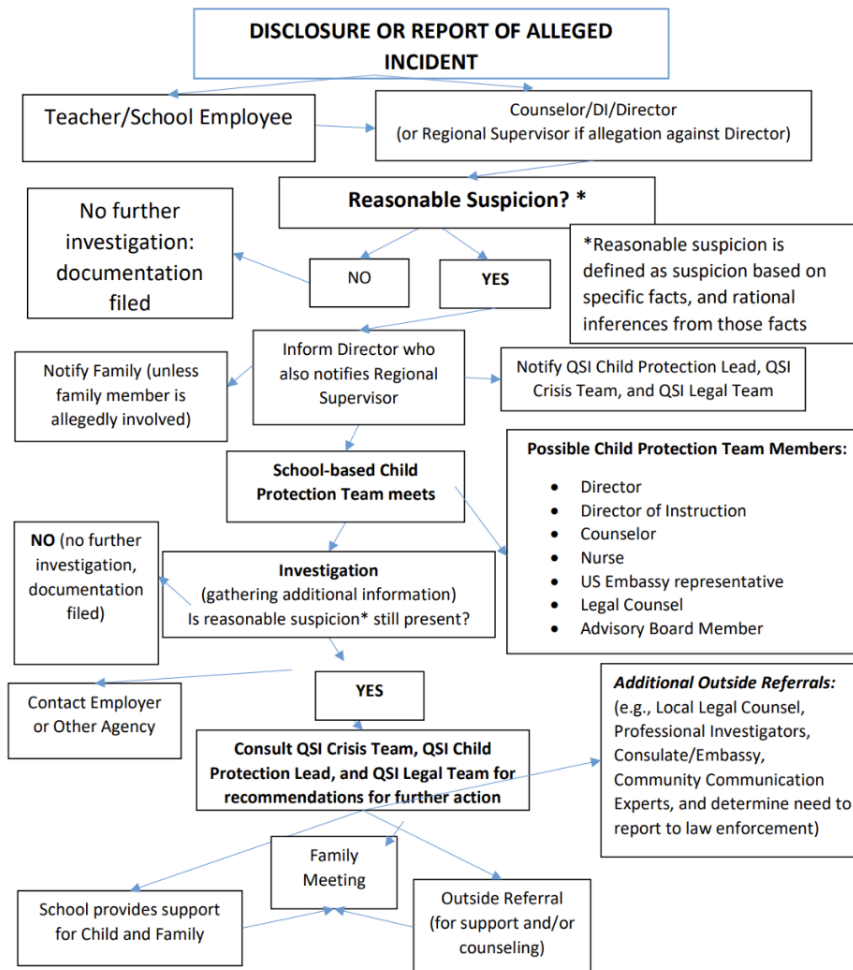 DISCLOSURE OR REPORT OF ALLEGED
INCIDENT
Teacher/School Employee
Counselor/DI/Director
(or Regional Supervisor if allegation against Director)
Reasonable Suspicion? *
No further
investigation:
documentation
filed
NO
YES
*Reasonable suspicion is
defined as suspicion based on
specific facts, and rational
inferences from those facts
Inform Director who
also notifies Regional
Supervisor
Notify Family (unless
family member is
allegedly involved)
Notify QSI Child Protection Lead, QSI
Crisis Team, and QSI Legal Team
School-based Child
Protection Team meets
Possible Child Protection Team Members:
• Director
• Director of Instruction
• Counselor
• Nurse
• US Embassy representative
• Legal Counsel
• Advisory Board Member
NO (no further
investigation,
documentation
filed)
Investigation
(gathering additional information)
Is reasonable suspicion* still present?
YES
Contact Employer
or Other Agency
Additional Outside Referrals:
(e.g., Local Legal Counsel,
Professional Investigators,
Consulate/Embassy,
Community Communication
Experts, and determine need to
report to law enforcement)
Consult QSI Crisis Team, QSI Child
Protection Lead, and QSI Legal Team for
recommendations for further action
Family
Meeting
School provides support
for Child and Family
Outside Referral
(for support and/or
counseling)